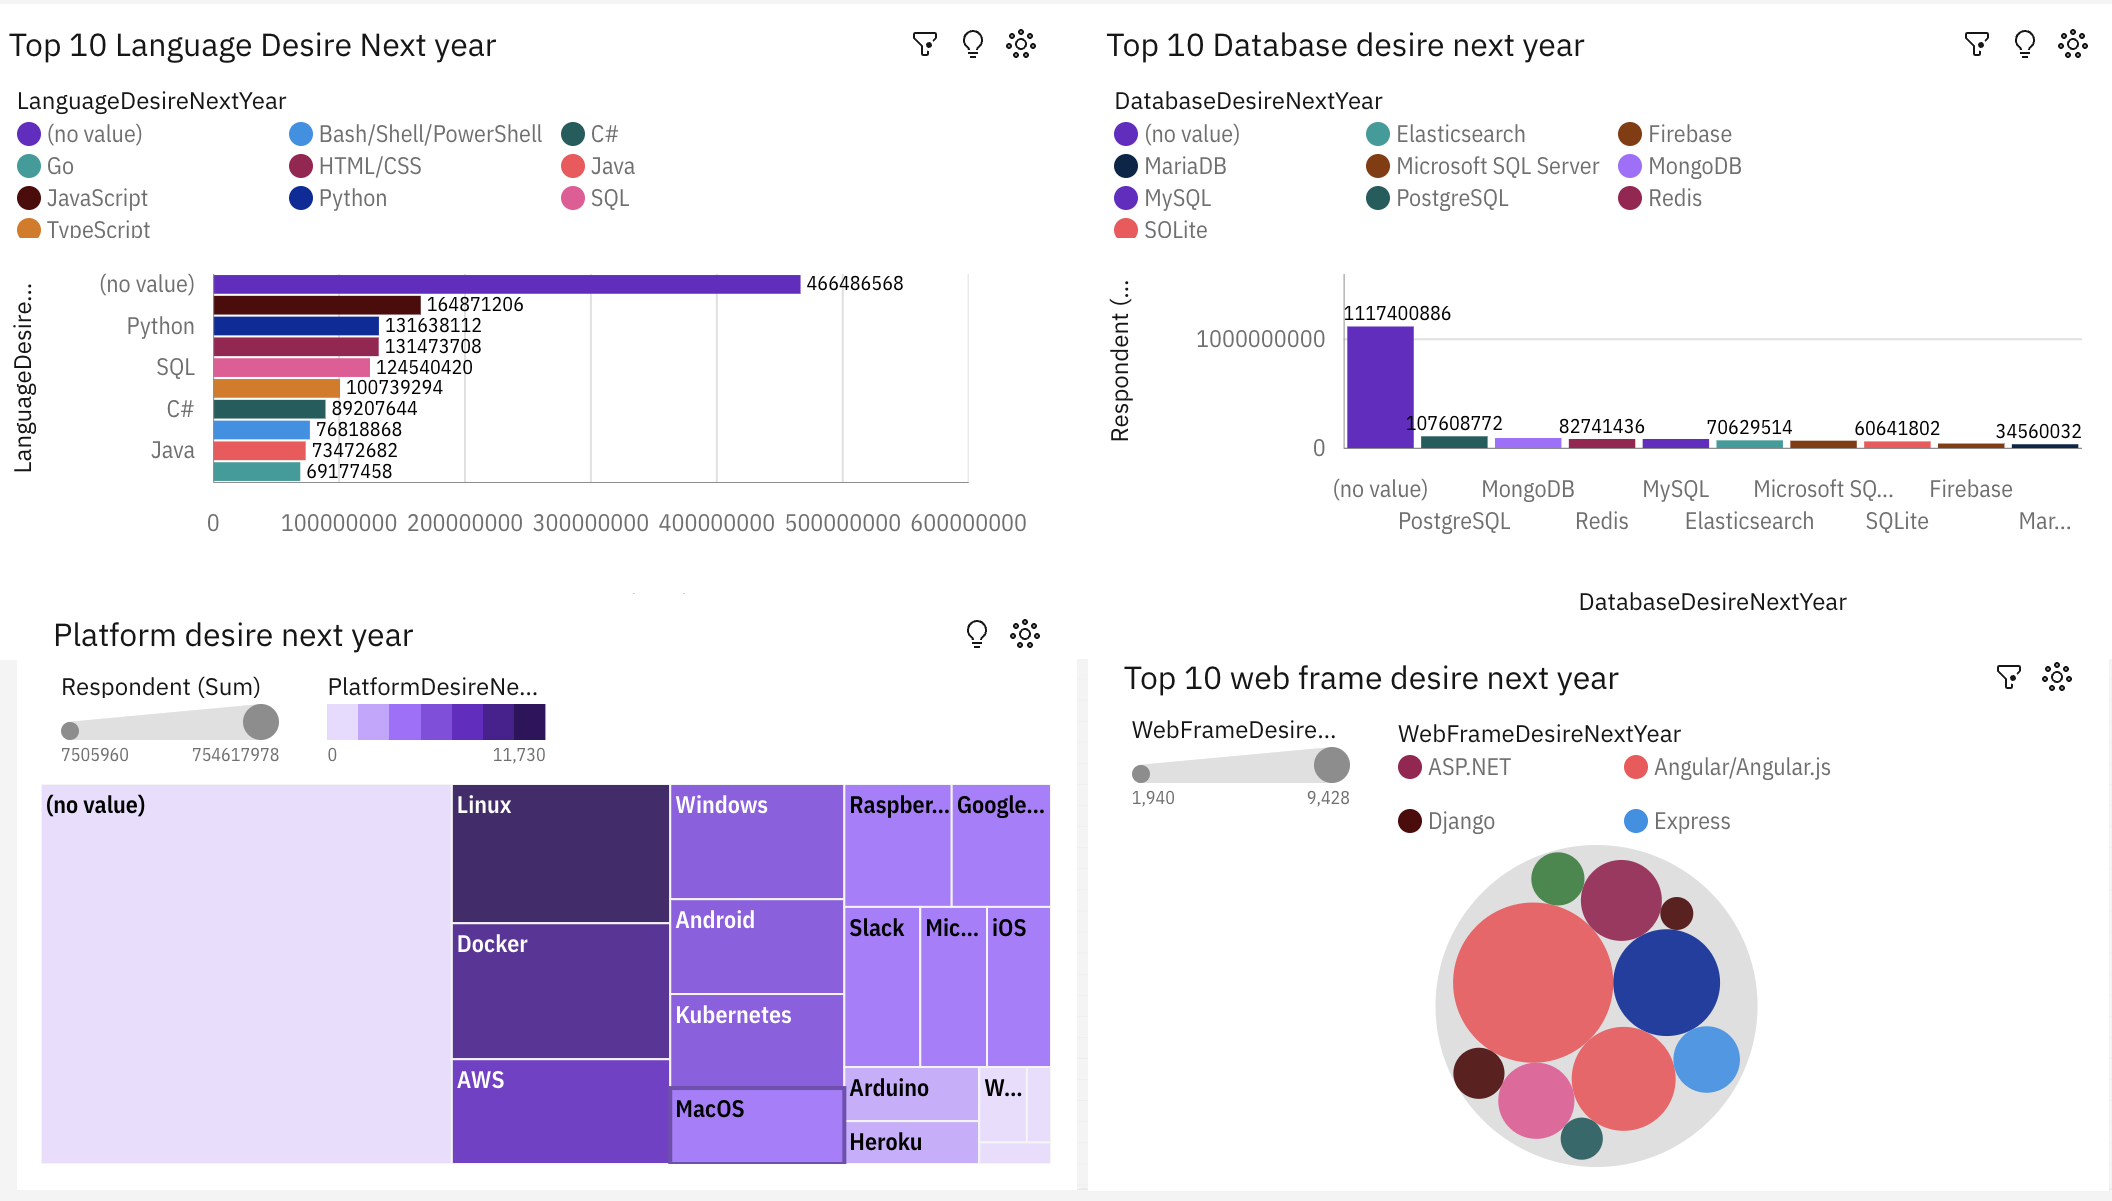 Top 10 Language Desire Next year
LanguageDesireNextYear
(no value) Bash/Shell/PowerShell C#
Go HTML/CSS Java
JavaScript Python SQL
TypeScript
LanguageDesire...
(no value) 466486568
164871206
Python 131638112
131473708
SQL 124540420
100739294
C# 89207644
76818868
Java 73472682
69177458
0 100000000 200000000 300000000 400000000 500000000 600000000
Top 10 Database desire next year
DatabaseDesireNextYear
(no value) Elasticsearch Firebase
MariaDB Microsoft SQL Server MongoDB
MySQL PostgreSQL Redis
SQLite
Respondent (...
1117400886
1000000000
107608772 82741436 70629514 60641802 34560032
0
(no value) MongoDB MySQL Microsoft SQ... Firebase
PostgreSQL Redis Elasticsearch SQLite Mar...
DatabaseDesireNextYear
Platform desire next year
Respondent (Sum) PlatformDesireNe...
7505960 754617978 0 11,730
(no value) Linux Windows Raspber... Google...
Android Slack Mic... iOS
Docker
Kubernetes
AWS Arduino W...
MacOS
Heroku
Top 10 web frame desire next year
WebFrameDesire... WebFrameDesireNextYear
1,940 9,428
ASP.NET Angular/Angular.js
Django Express